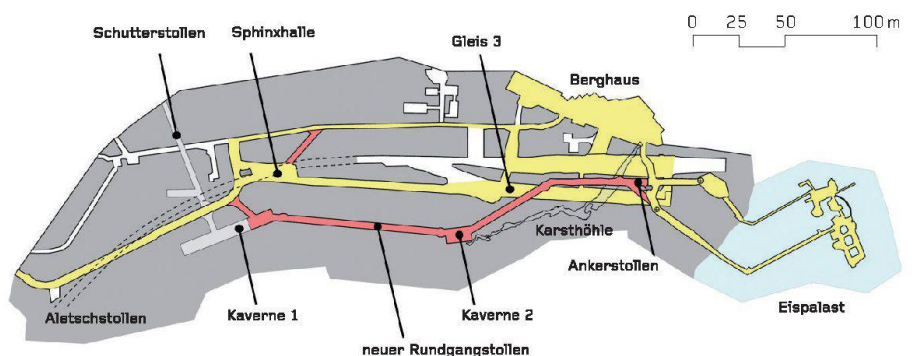 0 25 50 100 m
Schutterstollen
Sphinxhalle
Gleis 3
Berghaus
Karsthöhle
Ankerstollen
Aletschstollen
Kaverne 1
Kaverne 2
Eispalast
neuer Rundgangstollen